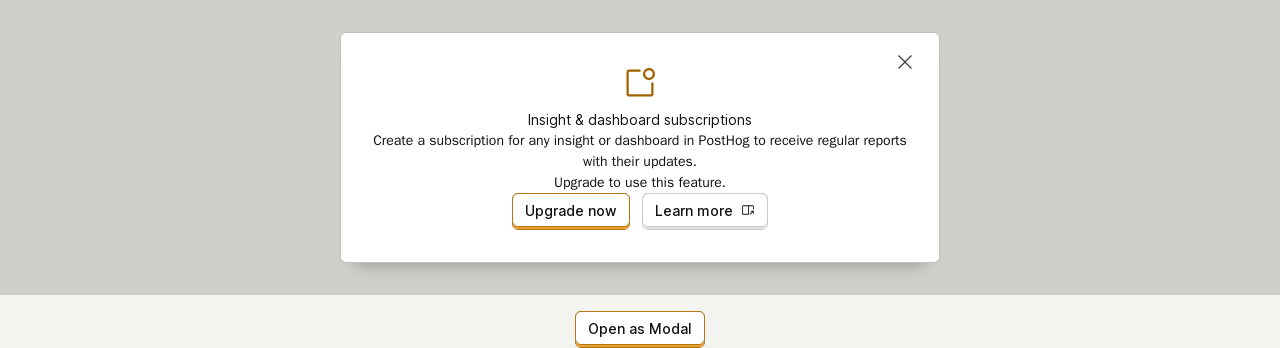 Insight & dashboard subscriptions
Create a subscription for any insight or dashboard in PostHog to receive regular reports
with their updates.
Upgrade to use this feature.
Upgrade now
Learn more
Open as Modal